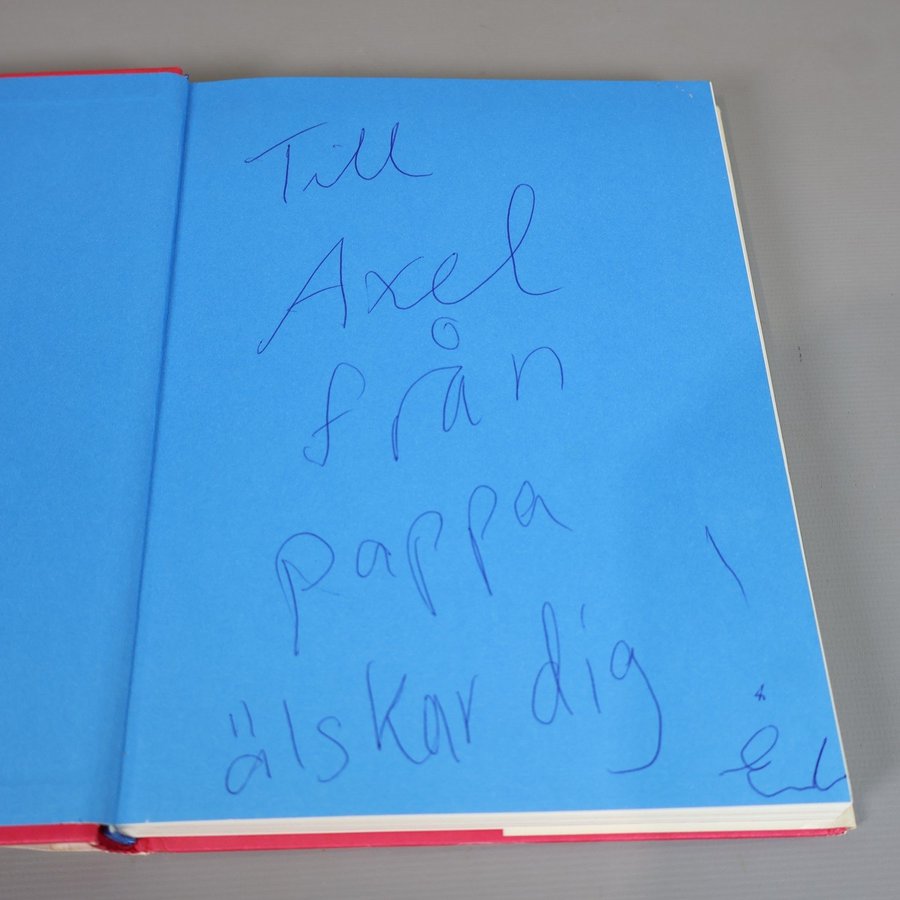 Till
Axel
från
pappa
älskar dig !